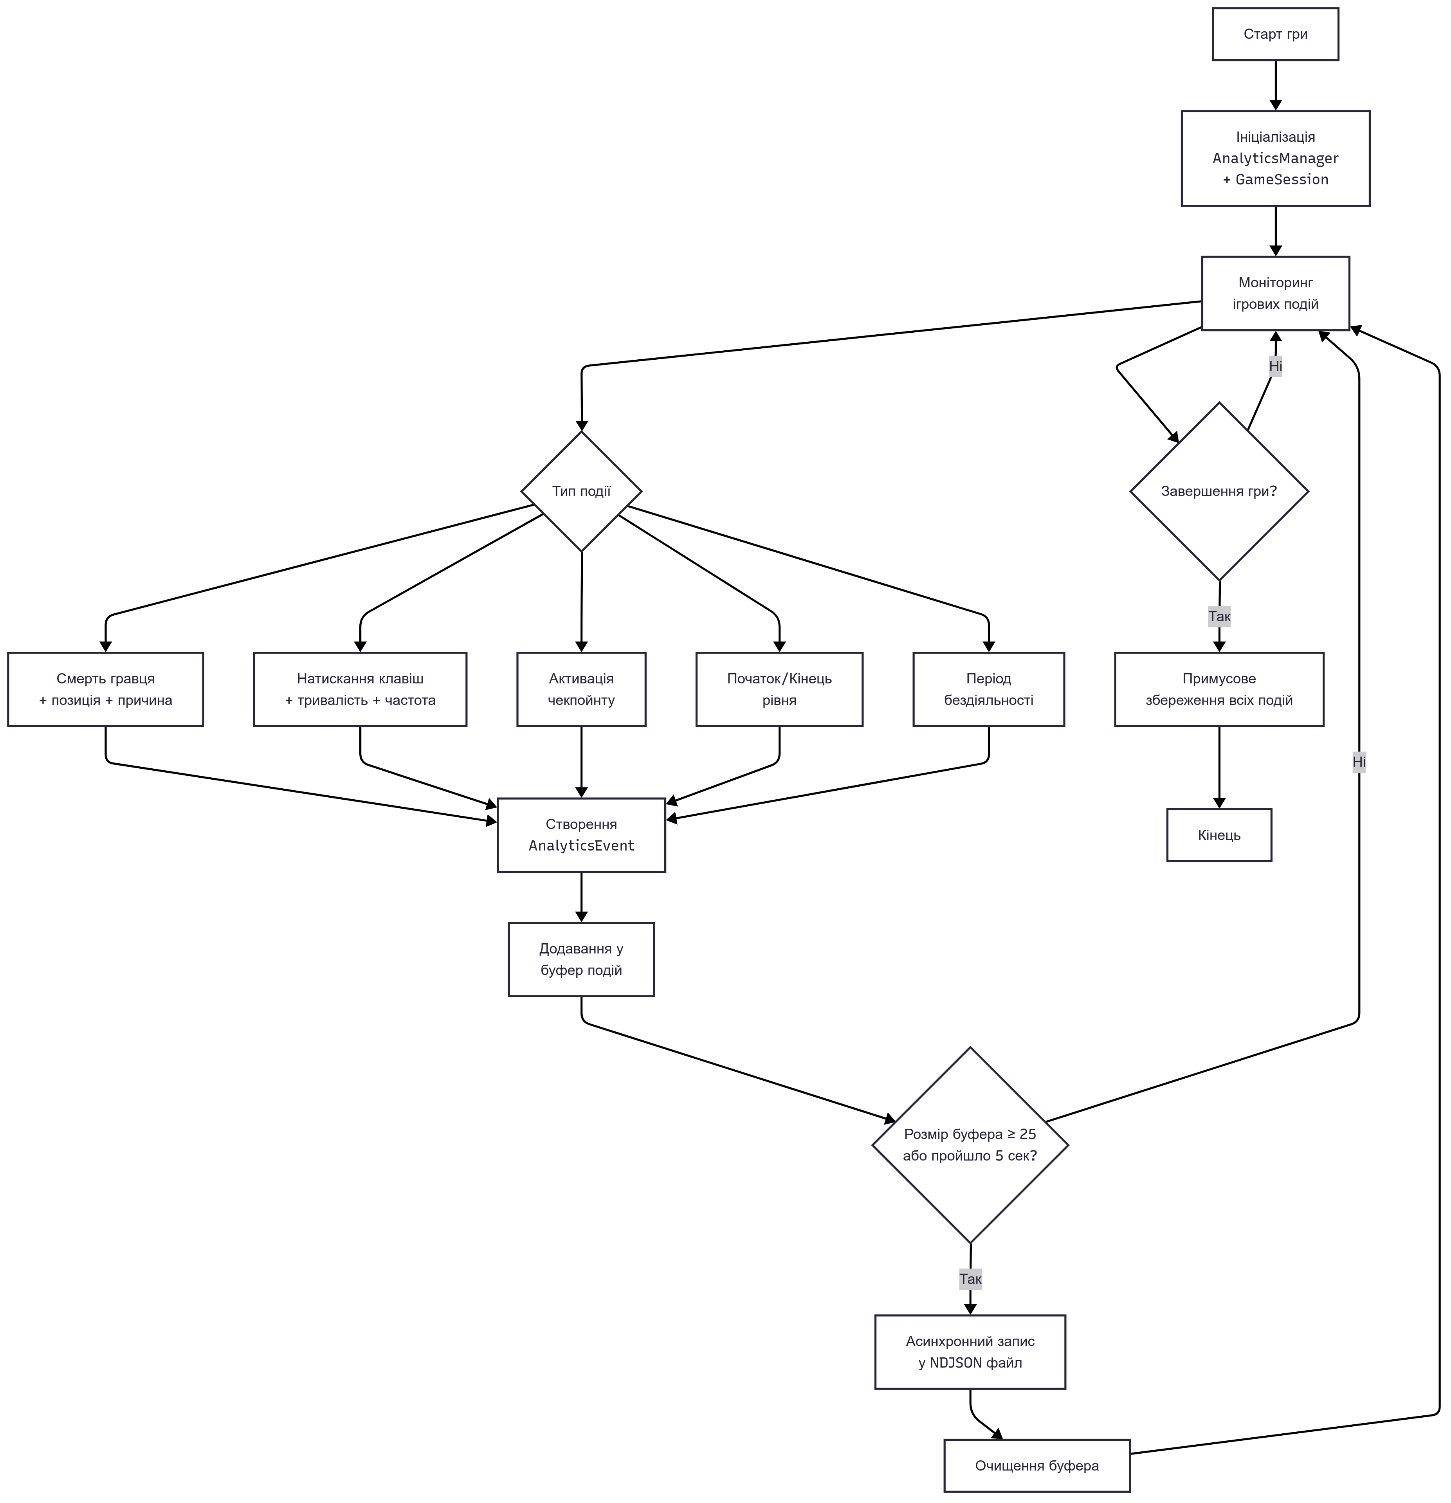 Старт гри
Ініціалізація
AnalyticsManager
+ GameSession
Моніторинг
ігрових подій
Ні
Тип події
Завершення гри?
Так
Смерть гравця
+ позиція + причина
Натискання клавіш
+ тривалість + частота
Активація
чекпойнту
Початок/Кінець
рівня
Період
бездіяльності
Примусове
збереження всіх подій
Ні
Створення
AnalyticsEvent
Кінець
Додавання у
буфер подій
Розмір буфера ≥ 25
або пройшло 5 сек?
Так
Асинхронний запис
у NDJSON файл
Очищення буфера